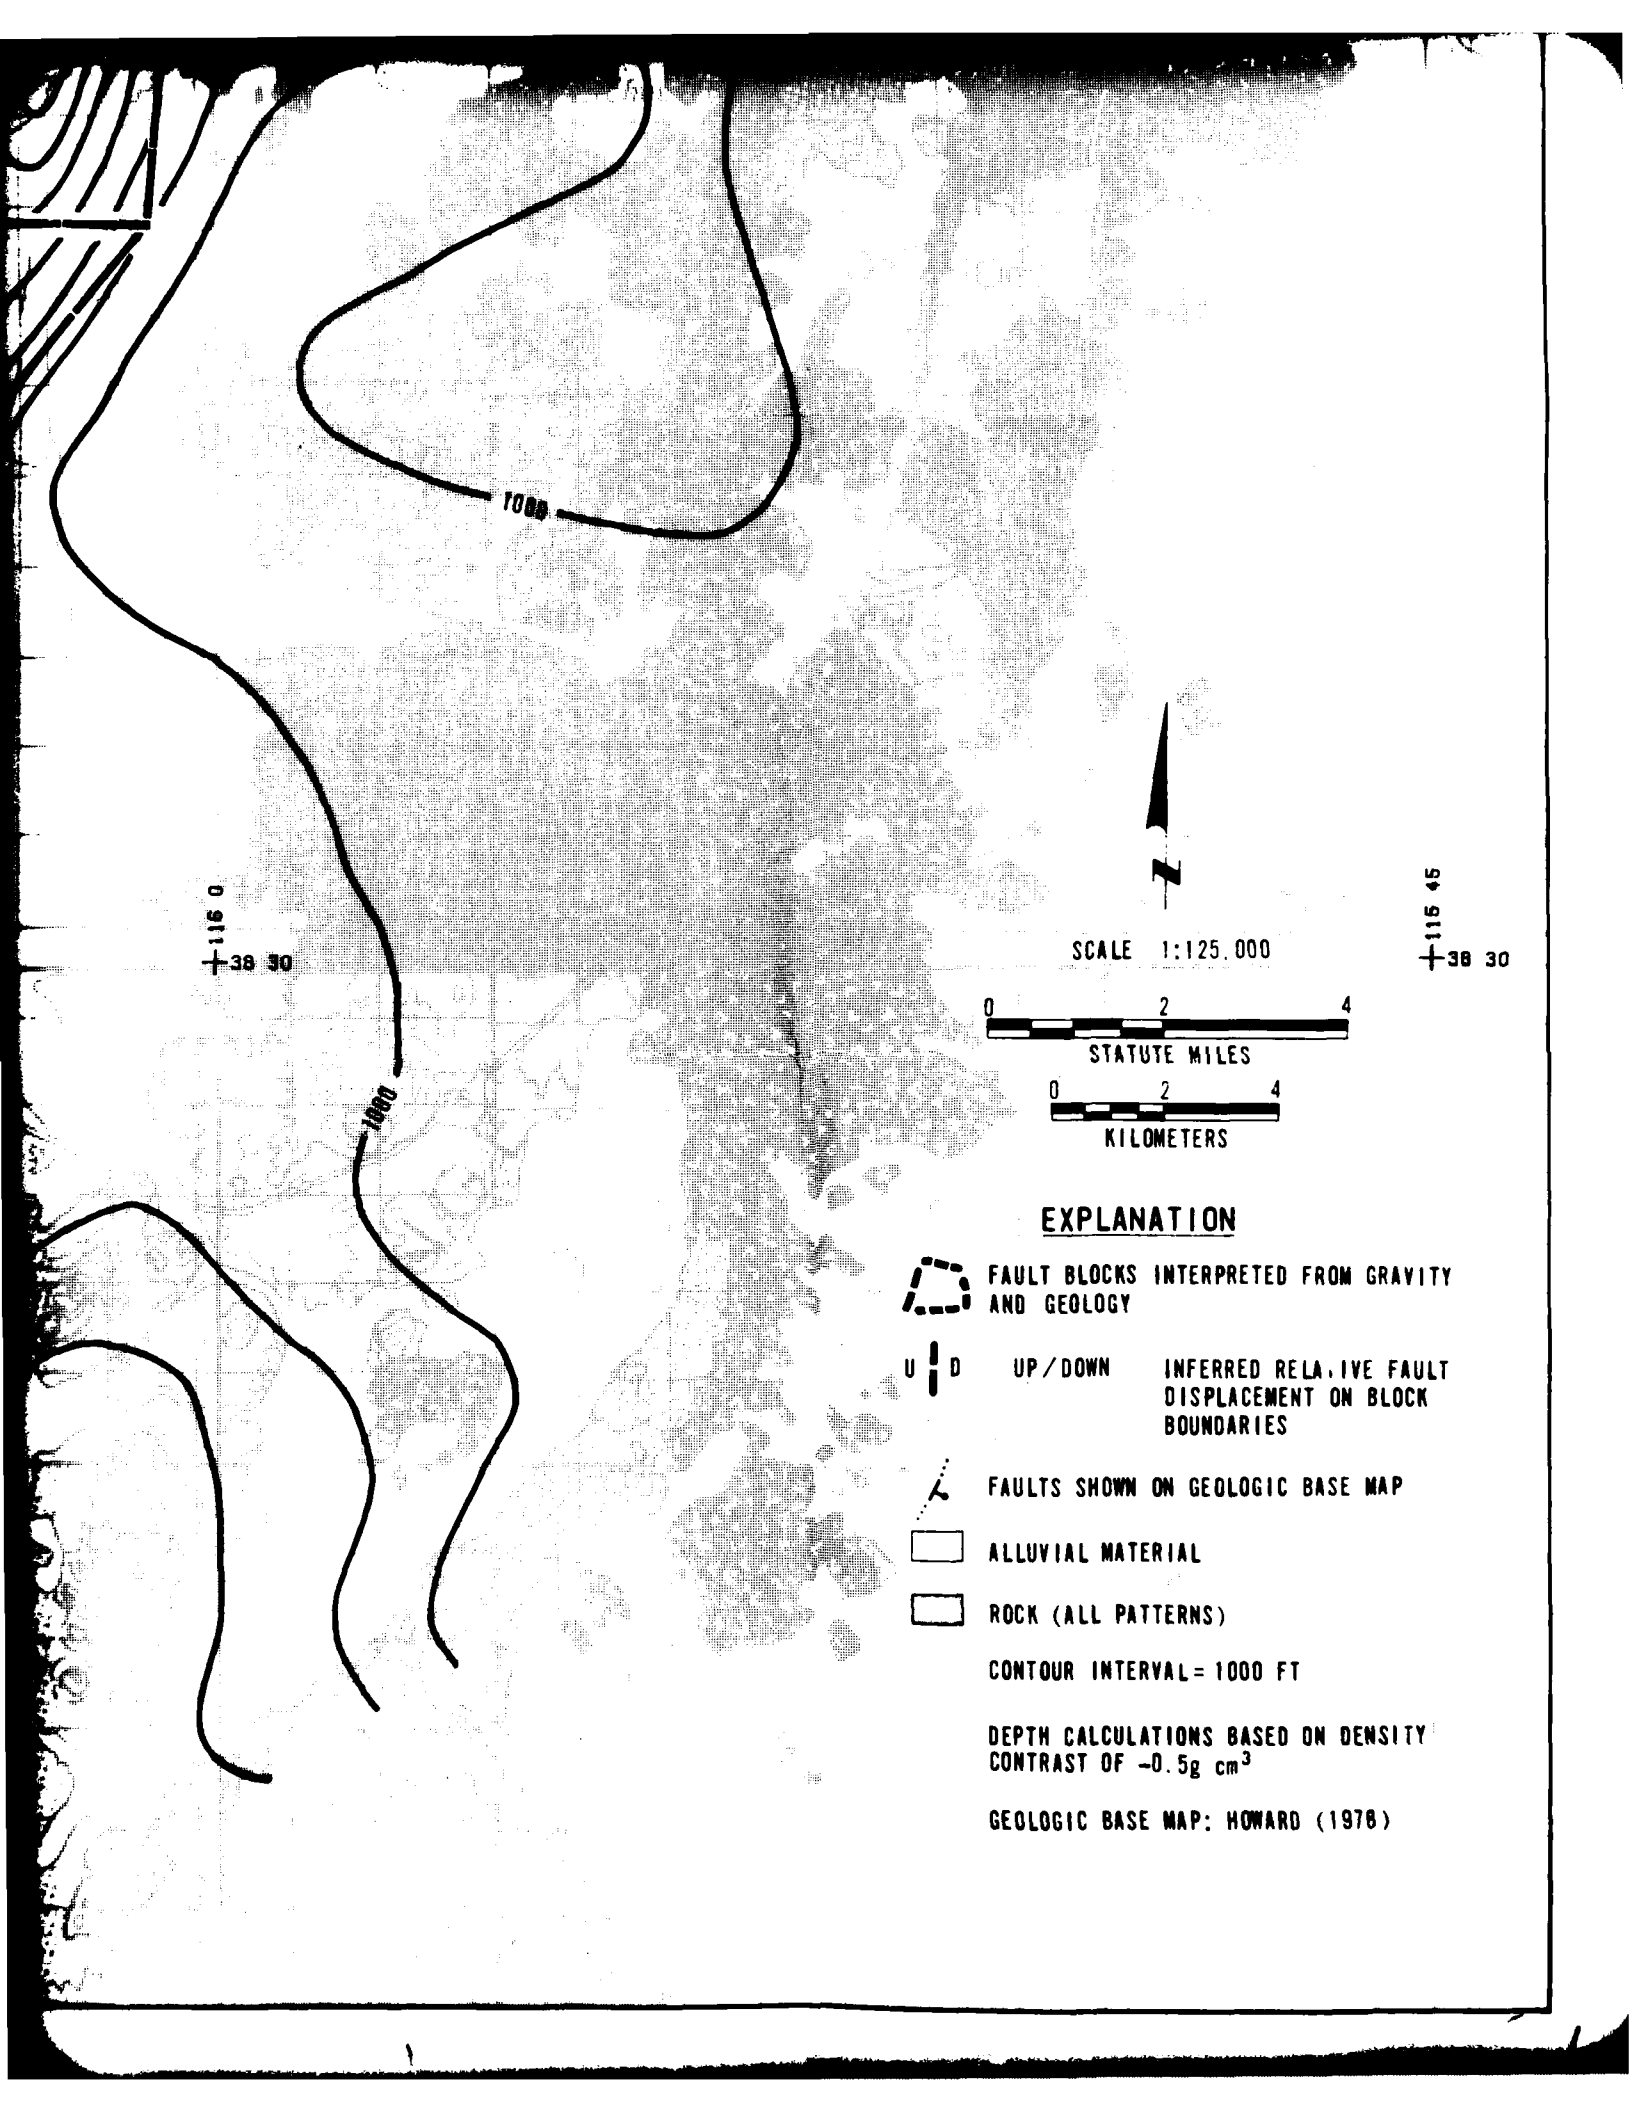 1000
116 0
38 30
N
SCALE 1:125,000
116 45
38 30
0 2 4
STATUTE MILES
0 2 4
KILOMETERS
1000
EXPLANATION
FAULT BLOCKS INTERPRETED FROM GRAVITY
AND GEOLOGY
U D UP/DOWN INFERRED FAULT
DISPLACEMENT ON BLOCK
BOUNDARIES
FAULTS SHOWN ON GEOLOGIC BASE MAP
ALLUVIAL MATERIAL
ROCK (ALL PATTERNS)
CONTOUR INTERVAL= 1000 FT
DEPTH CALCULATIONS BASED ON DENSITY
CONTRAST OF -0.5g cm³
GEOLOGIC BASE MAP: HOWARD (1978)